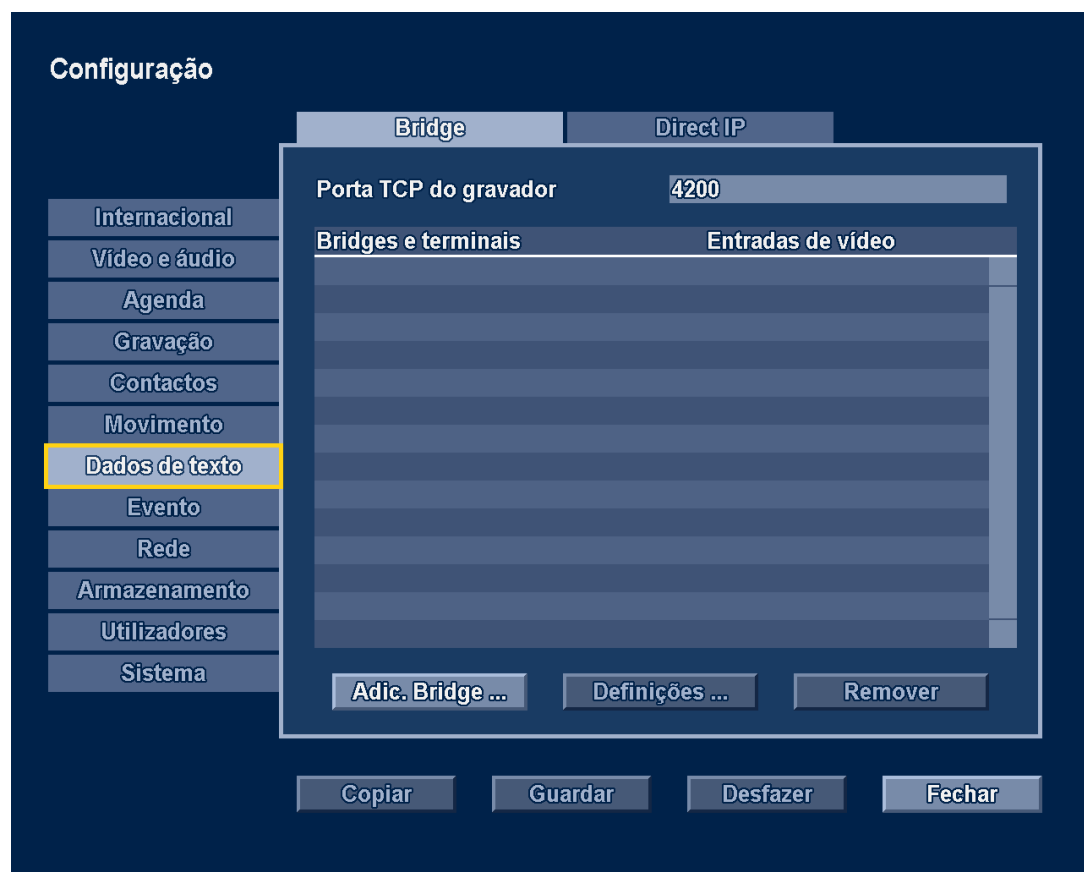 Configuração
Bridge
Direct IP
Porta TCP do gravador
4200
Bridges e terminais
Entradas de vídeo
Internacional
Vídeo e áudio
Agenda
Gravação
Contactos
Movimento
Dados de texto
Evento
Rede
Armazenamento
Utilizadores
Sistema
Adic. Bridge ...
Definições ...
Remover
Copiar
Guardar
Desfazer
Fechar